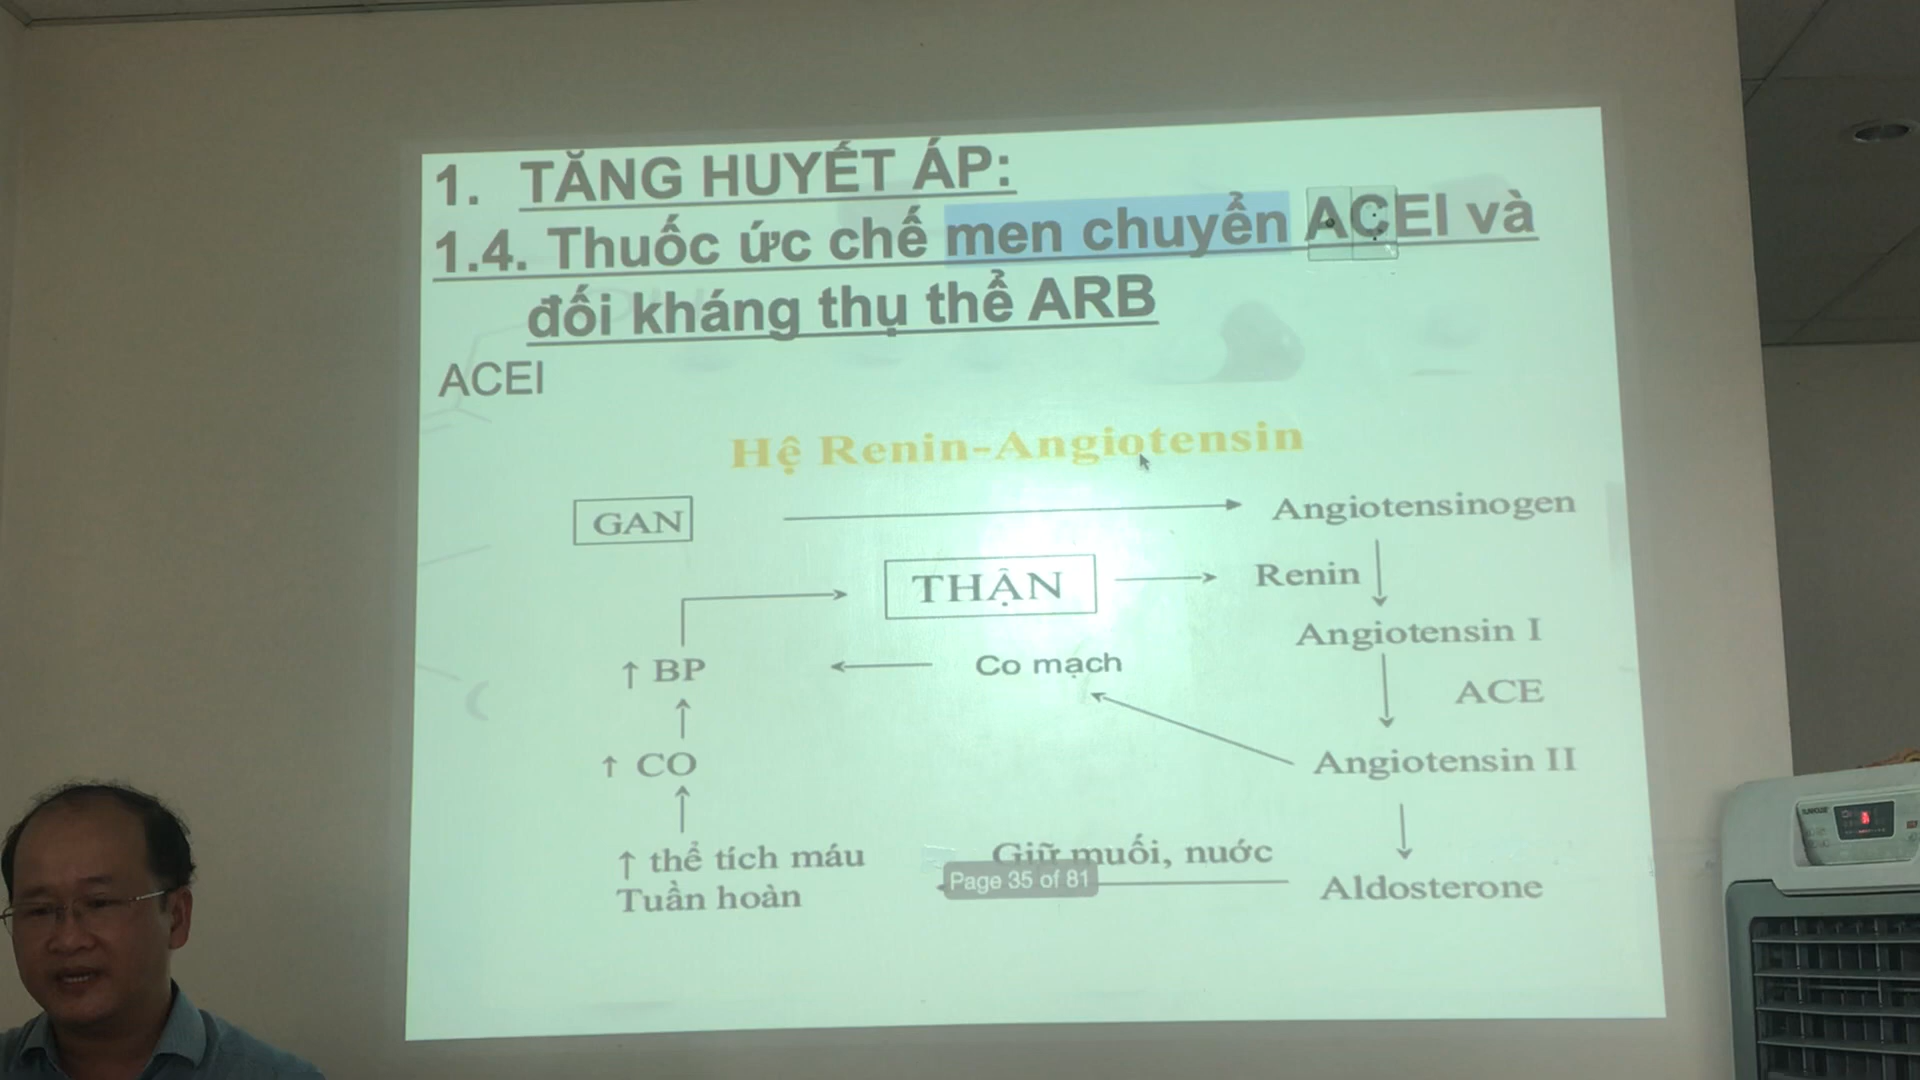 1. TĂNG HUYẾT ÁP:
1.4. Thuốc ức chế men chuyển ACEI và
đối kháng thụ thể ARB
ACEI
Hệ Renin-Angiotensin
GAN
Angiotensinogen
THẬN
Renin
Angiotensin I
↑ BP
Co mạch
ACE
↑ CO
Angiotensin II
↑ thể tích máu
Giữ muối, nuớc
Page 35 of 81
Tuần hoàn
Aldosterone